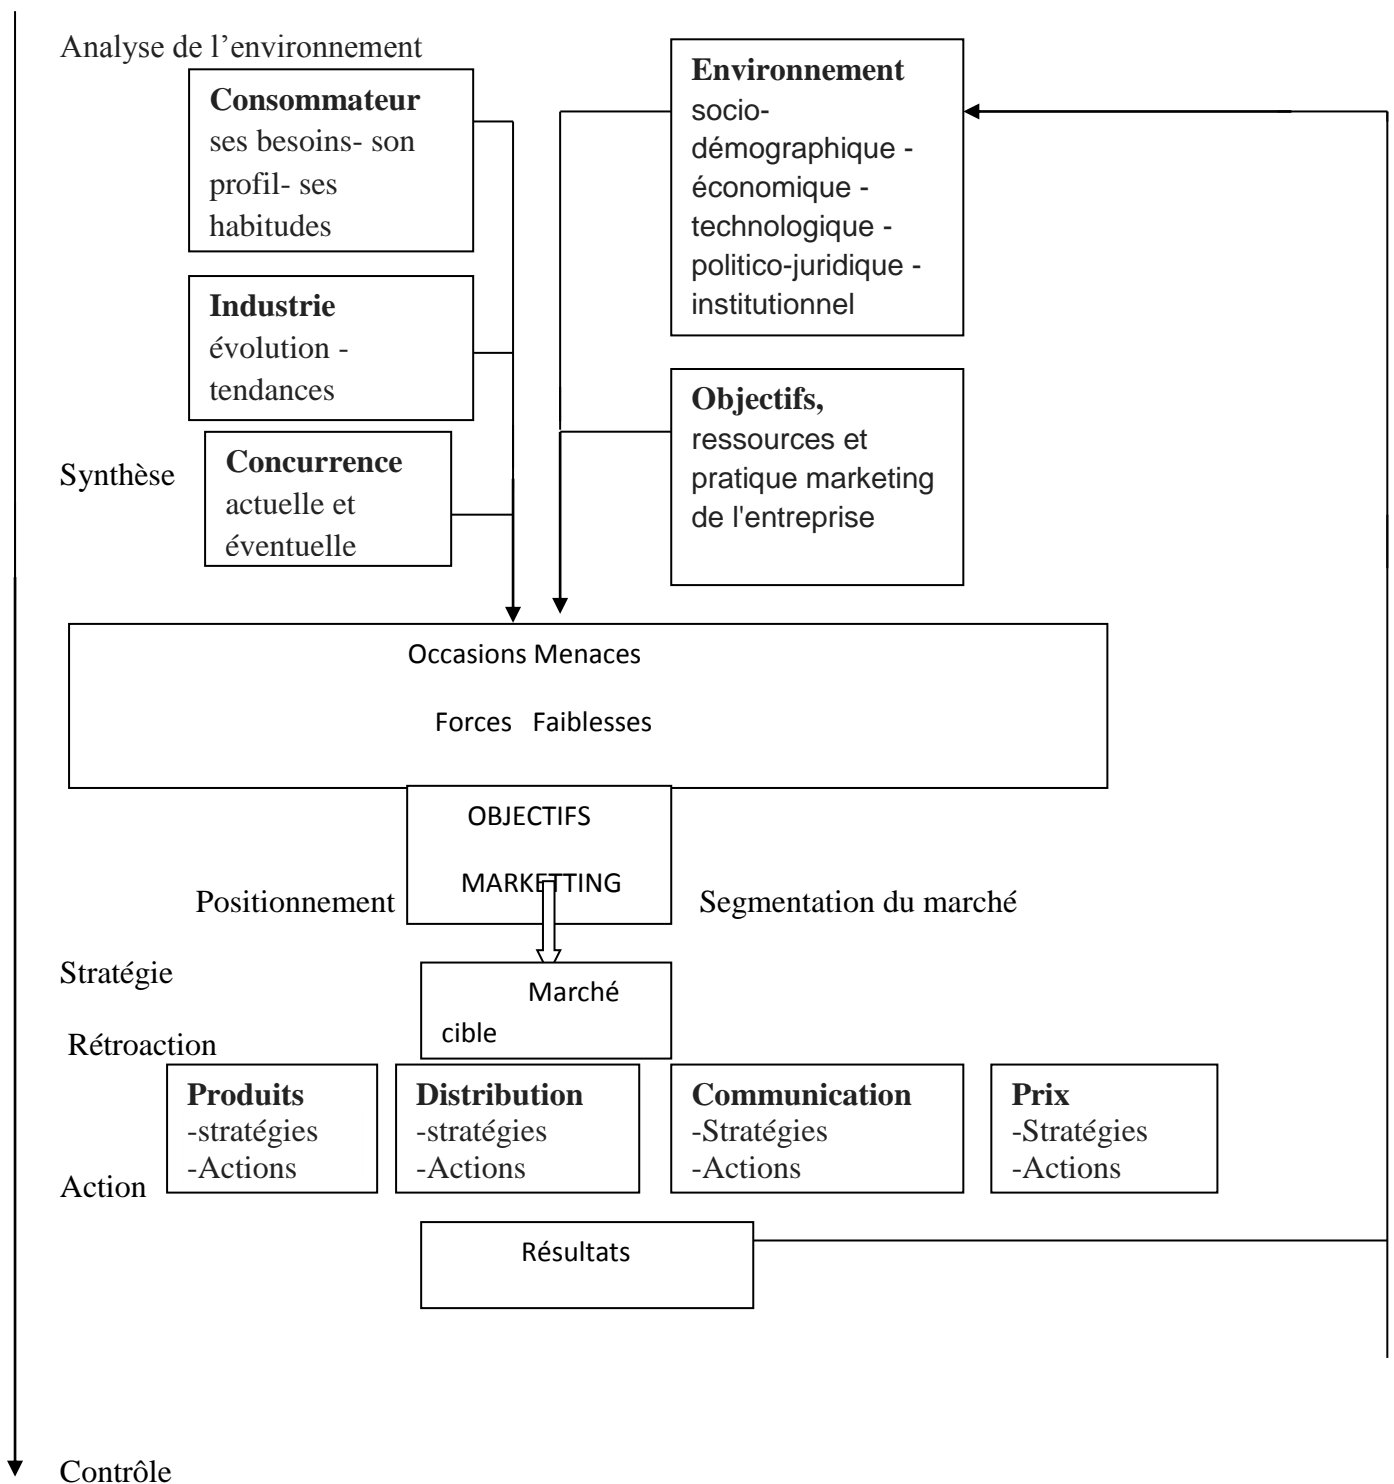 Analyse de l’environnement
Consommateur
ses besoins- son
profil- ses
habitudes
Environnement
socio-
démographique -
économique -
technologique -
politico-juridique -
institutionnel
Industrie
évolution -
tendances
Objectifs,
ressources et
pratique marketing
de l'entreprise
Synthèse
Concurrence
actuelle et
éventuelle
Occasions Menaces
Forces Faiblesses
OBJECTIFS
MARKETTING
Positionnement
Segmentation du marché
Stratégie
Marché
cible
Rétroaction
Produits
-stratégies
-Actions
Distribution
-stratégies
-Actions
Communication
-Stratégies
-Actions
Prix
-Stratégies
-Actions
Action
Résultats
Contrôle